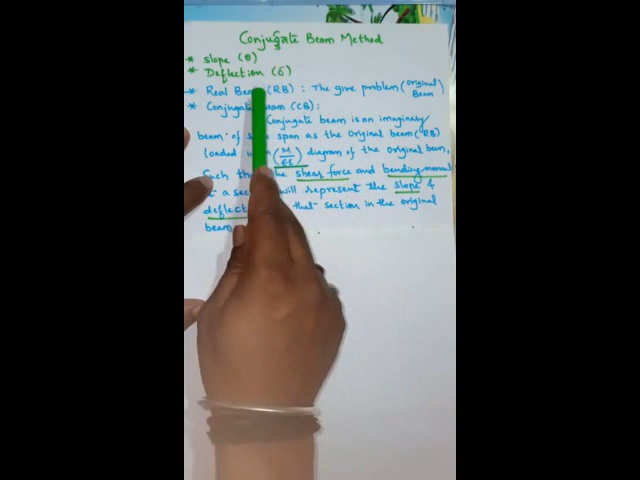 Conjugate Beam Method
* slope (θ)
* Deflection (δ)
* Real Beam (RB) : The give problem (original Beam)
* Conjugate Beam (CB) :
Conjugate beam is an imaginary
beam of span as the Original beam (RB)
loaded (M/EI) diagram of the original beam,
Such the shear force and bending moment
a will represent the slope &
that section in the original
beam